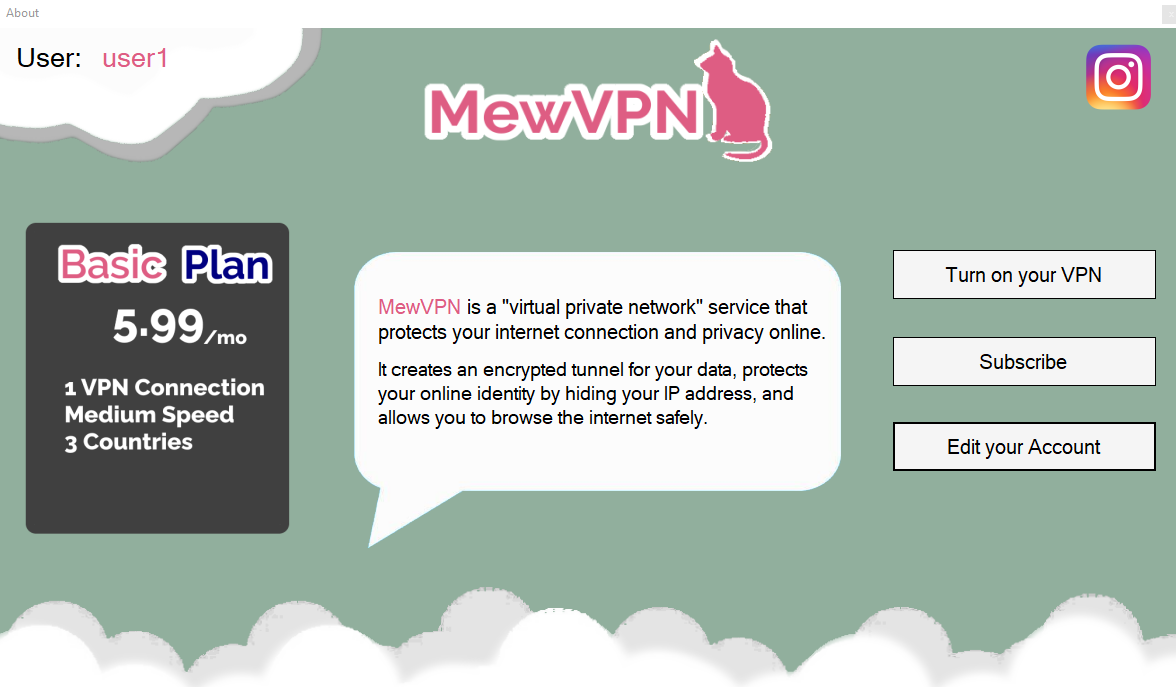 About
User: user1
MewVPN
Basic Plan
5.99/mo
1 VPN Connection
Medium Speed
3 Countries
MewVPN is a "virtual private network" service that
protects your internet connection and privacy online.
It creates an encrypted tunnel for your data, protects
your online identity by hiding your IP address, and
allows you to browse the internet safely.
Turn on your VPN
Subscribe
Edit your Account